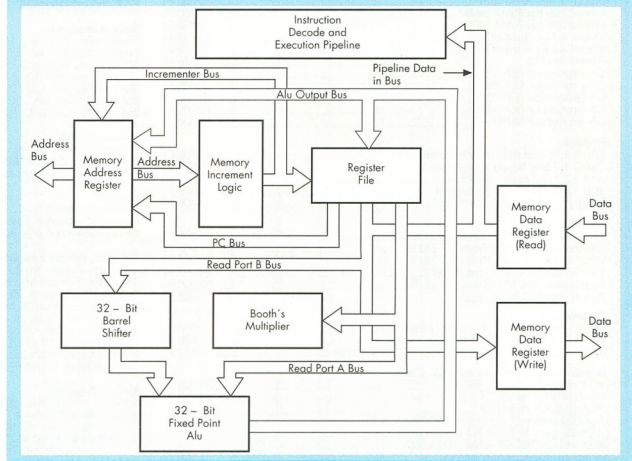 Instruction
Decode and
Execution Pipeline
Pipeline Data
in Bus
Incrementer Bus
Alu Output Bus
Address
Bus
Memory
Address
Register
Address
Bus
Memory
Increment
Logic
Register
File
Memory
Data
Register
(Read)
Data
Bus
PC Bus
Read Port B Bus
32 – Bit
Barrel
Shifter
Booth's
Multiplier
Memory
Data
Register
(Write)
Data
Bus
Read Port A Bus
32 – Bit
Fixed Point
Alu